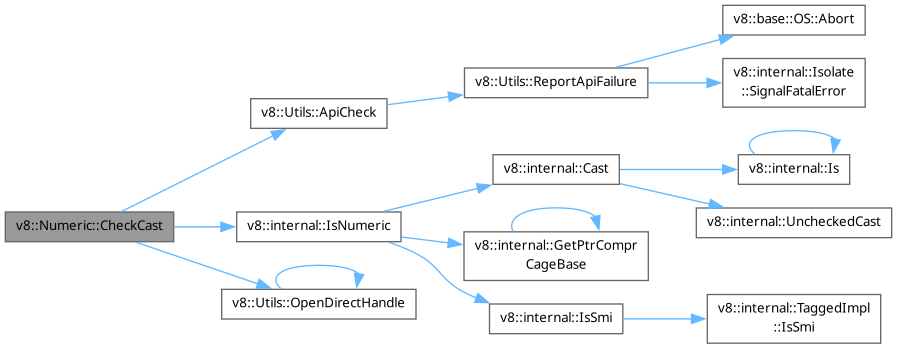 v8::base::OS::Abort
v8::Utils::ReportApiFailure
v8::internal::Isolate
::SignalFatalError
v8::Utils::ApiCheck
v8::internal::Cast
v8::internal::Is
v8::Numeric::CheckCast
v8::internal::IsNumeric
v8::internal::UncheckedCast
v8::internal::GetPtrCompr
CageBase
v8::Utils::OpenDirectHandle
v8::internal::IsSmi
v8::internal::TaggedImpl
::IsSmi